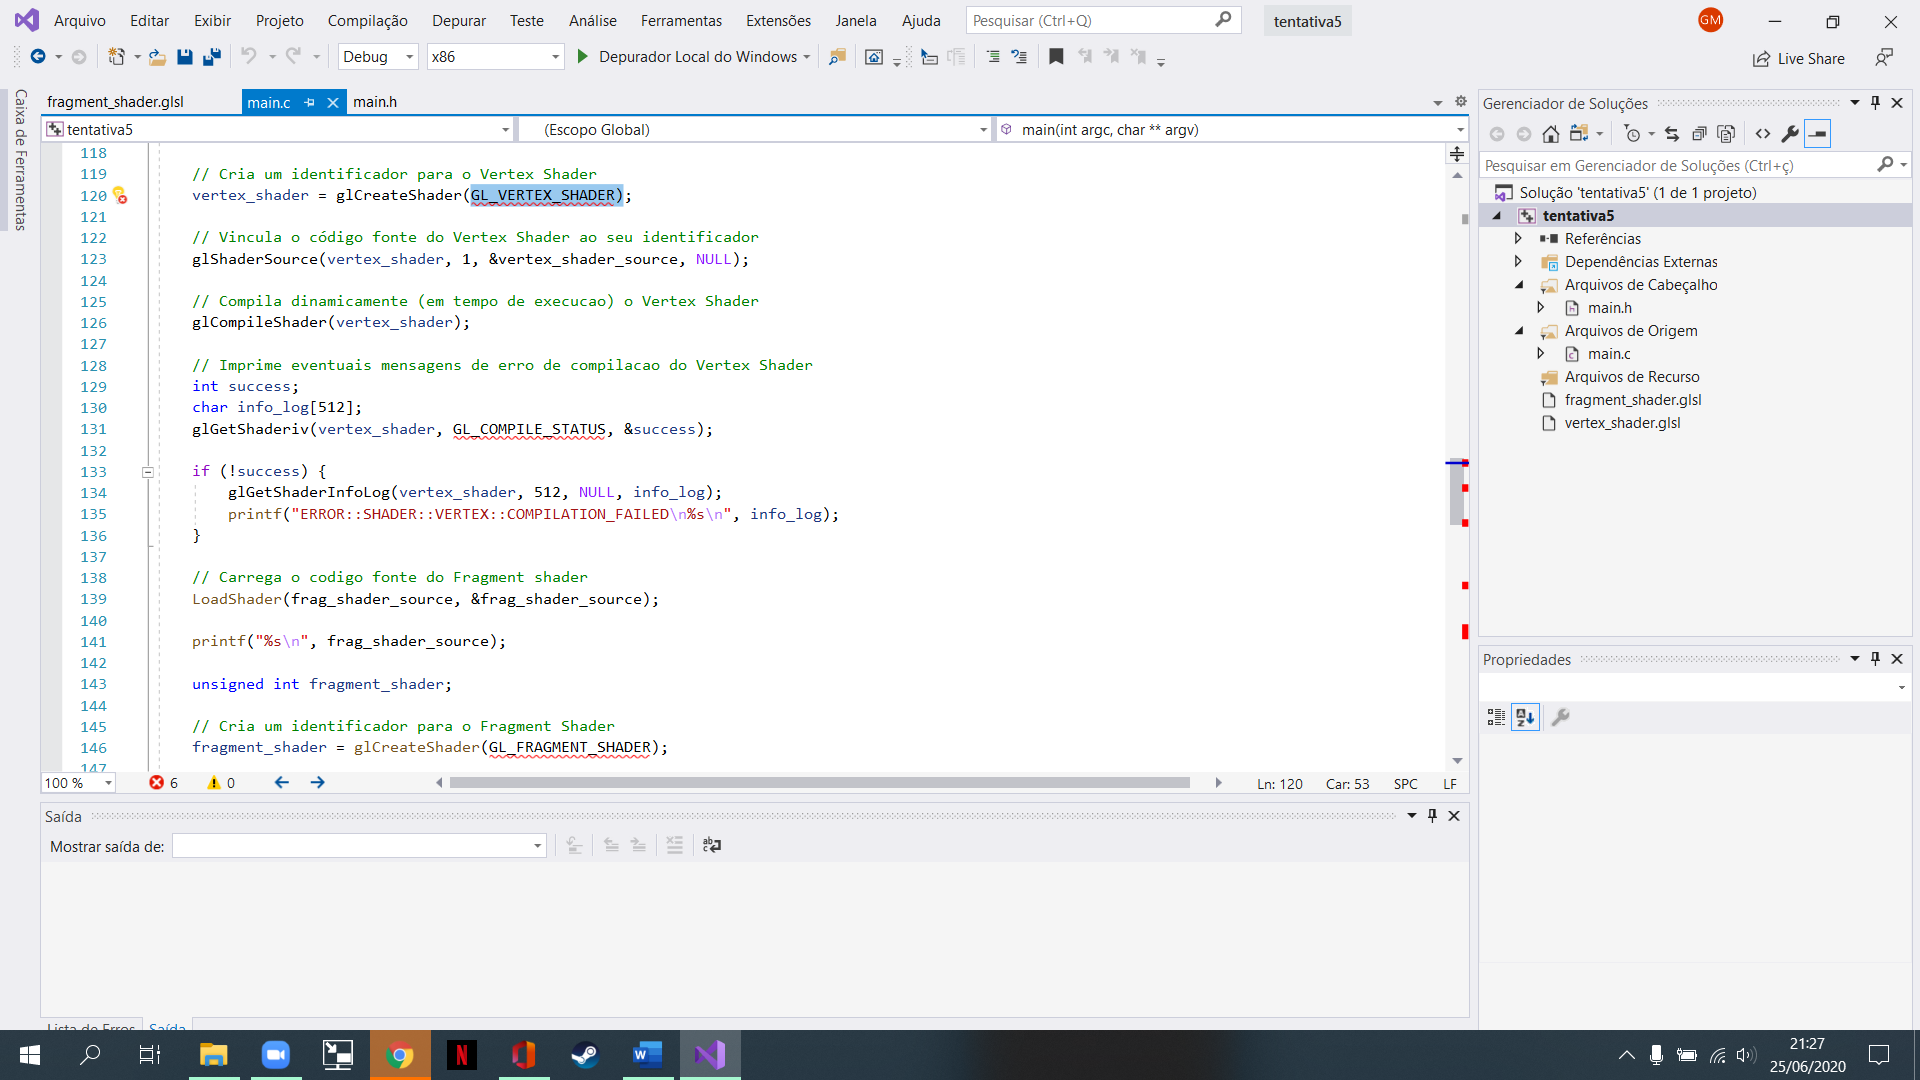 Arquivo Editar Exibir Projeto Compilação Depurar Teste Análise Ferramentas Extensões Janela Ajuda Pesquisar (Ctrl+Q) tentativa5 GM
Debug x86 Depurador Local do Windows Live Share
Caixa de Ferramentas
fragment_shader.glsl main.c main.h
tentativa5 (Escopo Global) main(int argc, char ** argv)
118
119 // Cria um identificador para o Vertex Shader
120 vertex_shader = glCreateShader(GL_VERTEX_SHADER);
121
122 // Vincula o código fonte do Vertex Shader ao seu identificador
123 glShaderSource(vertex_shader, 1, &vertex_shader_source, NULL);
124
125 // Compila dinamicamente (em tempo de execucao) o Vertex Shader
126 glCompileShader(vertex_shader);
127
128 // Imprime eventuais mensagens de erro de compilacao do Vertex Shader
129 int success;
130 char info_log[512];
131 glGetShaderiv(vertex_shader, GL_COMPILE_STATUS, &success);
132
133 if (!success) {
134 glGetShaderInfoLog(vertex_shader, 512, NULL, info_log);
135 printf("ERROR::SHADER::VERTEX::COMPILATION_FAILED\n%s\n", info_log);
136 }
137
138 // Carrega o codigo fonte do Fragment shader
139 LoadShader(frag_shader_source, &frag_shader_source);
140
141 printf("%s\n", frag_shader_source);
142
143 unsigned int fragment_shader;
144
145 // Cria um identificador para o Fragment Shader
146 fragment_shader = glCreateShader(GL_FRAGMENT_SHADER);
147
100 % 6 0 Ln: 120 Car: 53 SPC LF
Saída
Mostrar saída de:
Lista de Erros Saída
Gerenciador de Soluções
Pesquisar em Gerenciador de Soluções (Ctrl+ç)
Solução 'tentativa5' (1 de 1 projeto)
tentativa5
Referências
Dependências Externas
Arquivos de Cabeçalho
main.h
Arquivos de Origem
main.c
Arquivos de Recurso
fragment_shader.glsl
vertex_shader.glsl
Propriedades
21:27
25/06/2020